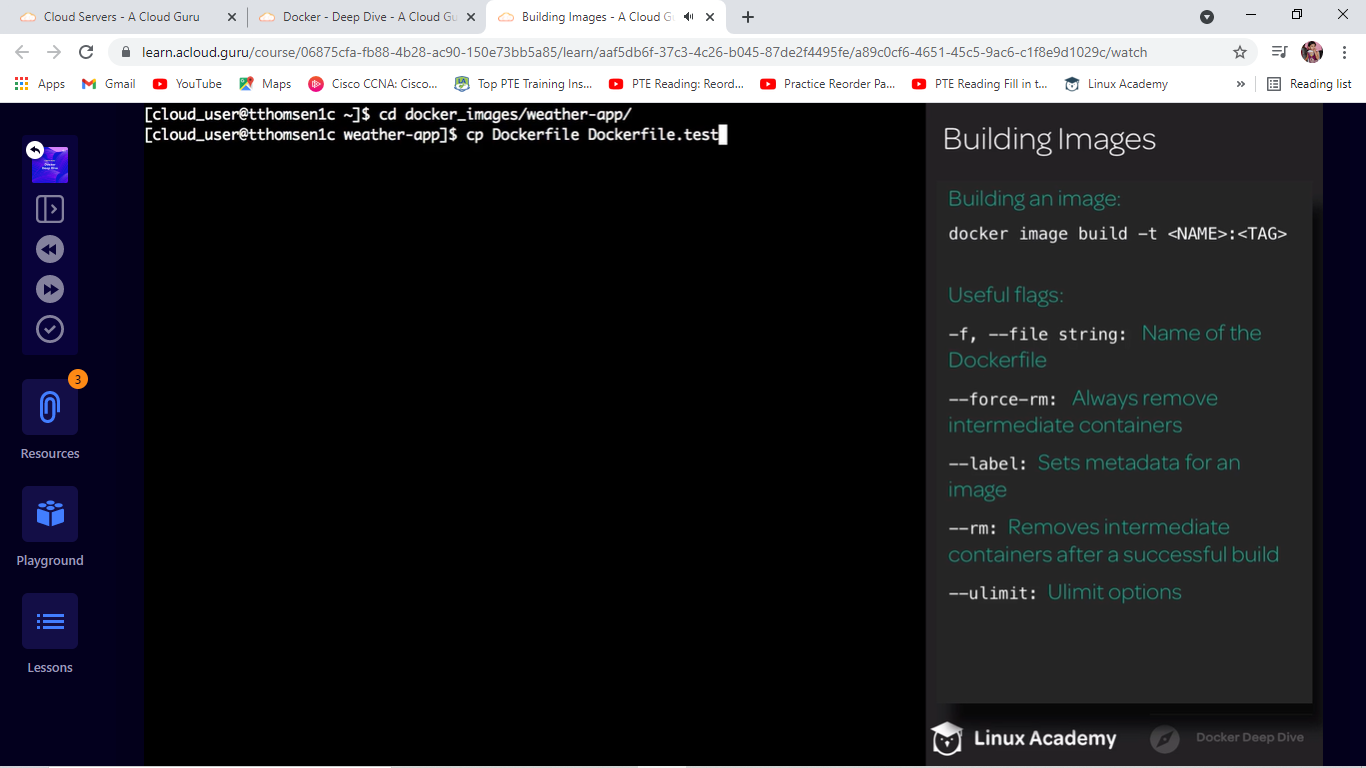 Cloud Servers - A Cloud Guru
Docker - Deep Dive - A Cloud Gu
Building Images - A Cloud G
learn.acloud.guru/course/06875cfa-fb88-4b28-ac90-150e73bb5a85/learn/aaf5db6f-37c3-4c26-b045-87de2f4495fe/a89c0cf6-4651-45c5-9ac6-c1f8e9d1029c/watch
Apps
Gmail
YouTube
Maps
Cisco CCNA: Cisco...
Top PTE Training Ins...
PTE Reading: Reord...
Practice Reorder Pa...
PTE Reading Fill in t...
Linux Academy
»
Reading list
Docker
Deep Dive
3
Resources
Playground
Lessons
[cloud_user@tthomsen1c ~]$ cd docker_images/weather-app/
[cloud_user@tthomsen1c weather-app]$ cp Dockerfile Dockerfile.test
Building Images
Building an image:
docker image build -t <NAME>:<TAG>
Useful flags:
-f, --file string: Name of the
Dockerfile
--force-rm: Always remove
intermediate containers
--label: Sets metadata for an
image
--rm: Removes intermediate
containers after a successful build
--ulimit: Ulimit options
Linux Academy
Docker Deep Dive